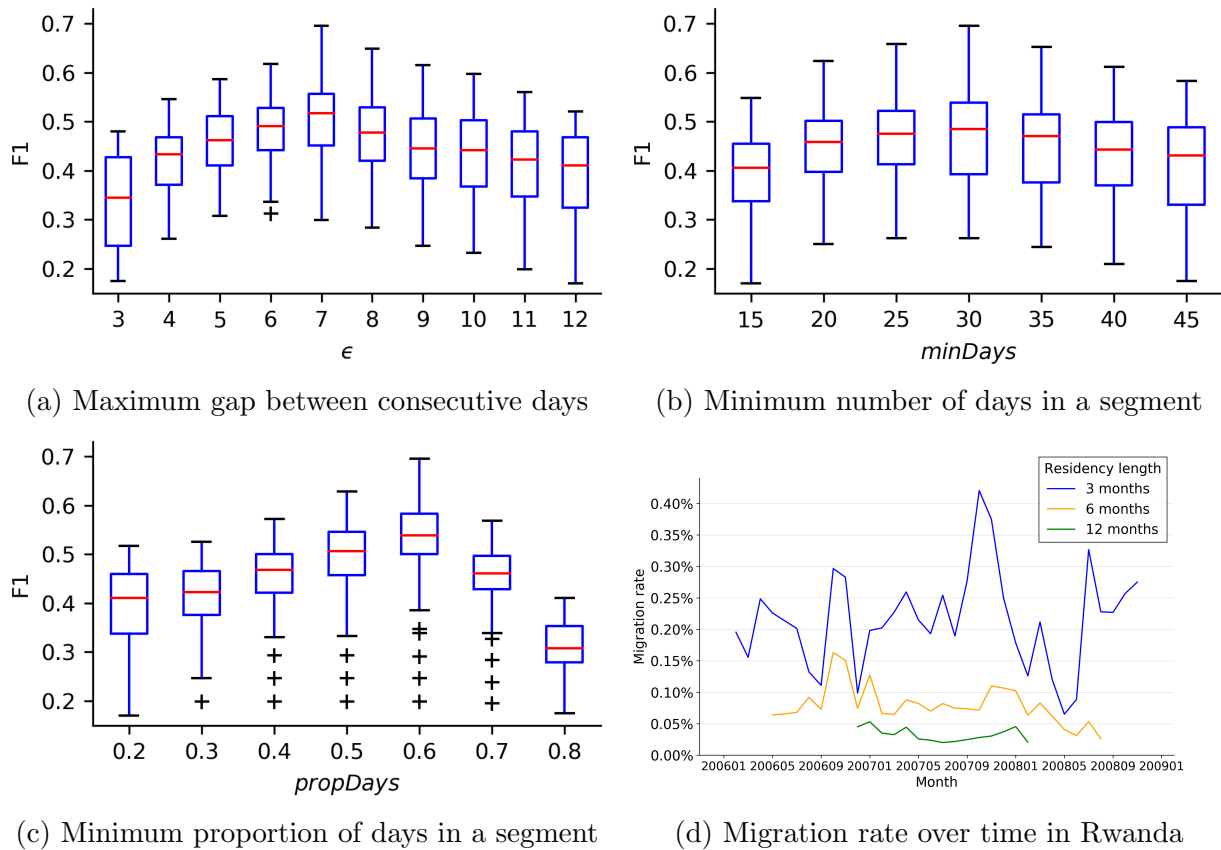 0.7
0.6
0.5
0.4
0.3
0.2
F1
3 4 5 6 7 8 9 10 11 12
ϵ
(a) Maximum gap between consecutive days
0.7
0.6
0.5
0.4
0.3
0.2
F1
15 20 25 30 35 40 45
minDays
(b) Minimum number of days in a segment
0.7
0.6
0.5
0.4
0.3
0.2
F1
0.2 0.3 0.4 0.5 0.6 0.7 0.8
propDays
(c) Minimum proportion of days in a segment
Residency length
3 months
6 months
12 months
0.40%
0.35%
0.30%
0.25%
0.20%
0.15%
0.10%
0.05%
0.00%
Migration rate
200601 200605 200609 200701 200705 200709 200801 200805 200809 200901
Month
(d) Migration rate over time in Rwanda